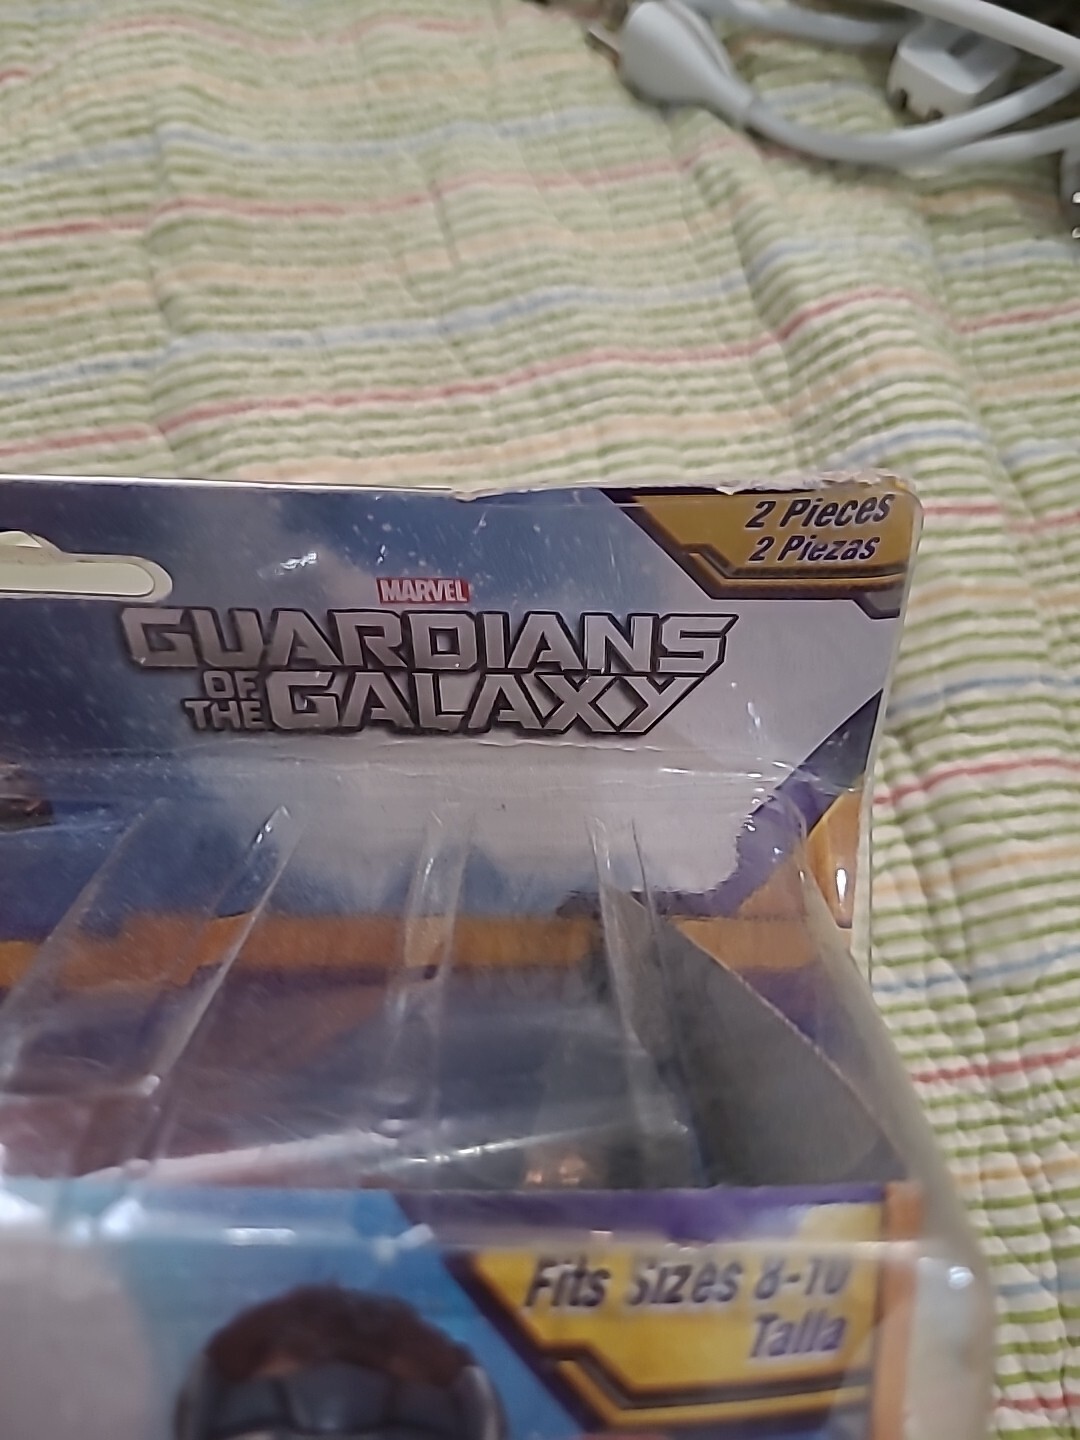 2 Pieces
2 Piezas
MARVEL
GUARDIANS
OF THE GALAXY
Fits Sizes 8-10
Talla